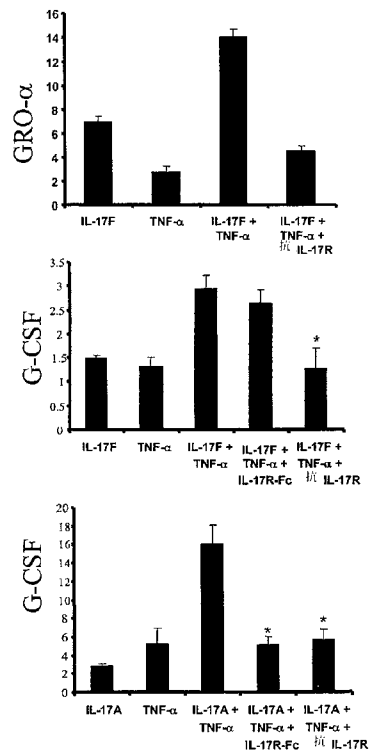 GRO-α
16
14
12
10
8
6
4
2
0
IL-17F
TNF-α
IL-17F +
TNF-α
IL-17F +
TNF-α +
抗 IL-17R
G-CSF
3.5
3
2.5
2
1.5
1
0.5
0
IL-17F
TNF-α
IL-17F +
TNF-α
IL-17F +
TNF-α +
IL-17R-Fc
*
IL-17F +
TNF-α +
抗 IL-17R
G-CSF
20
18
16
14
12
10
8
6
4
2
0
IL-17A
TNF-α
IL-17A +
TNF-α
*
IL-17A +
TNF-α +
IL-17R-Fc
*
IL-17A +
TNF-α +
抗 IL-17R